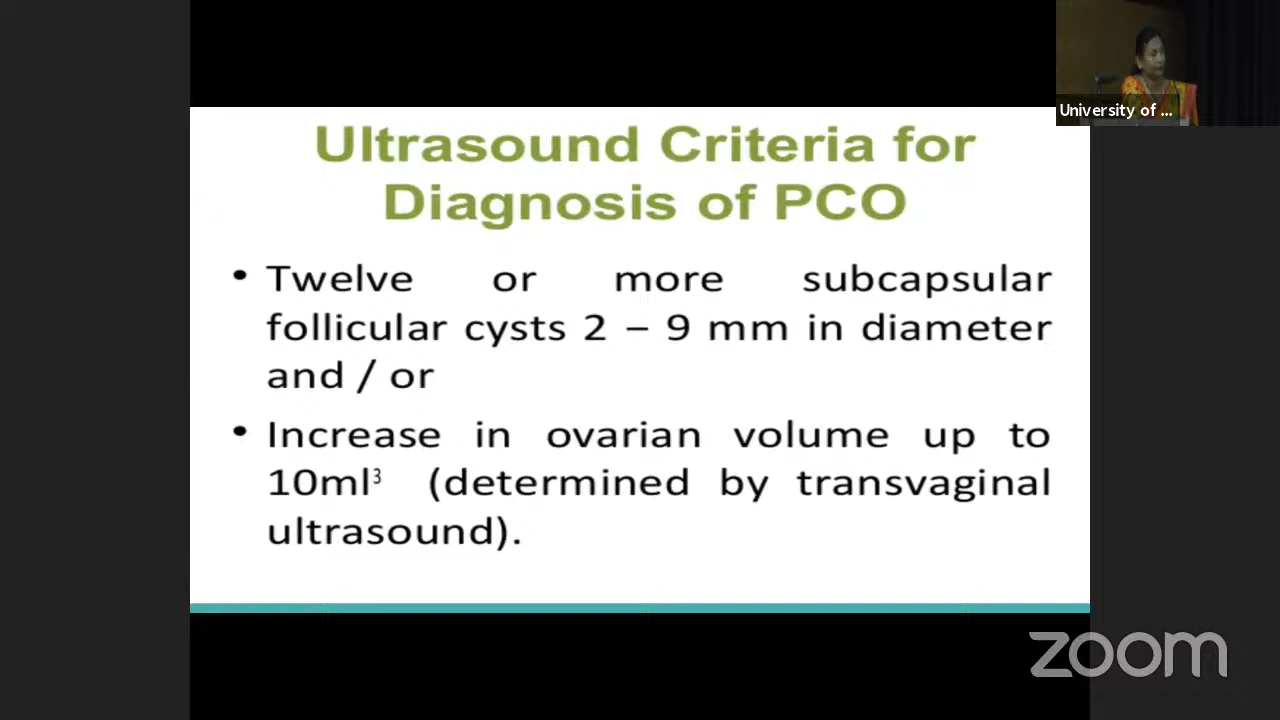 University of ...
Ultrasound Criteria for
Diagnosis of PCO
• Twelve or more subcapsular
follicular cysts 2 – 9 mm in diameter
and / or
• Increase in ovarian volume up to
10ml³ (determined by transvaginal
ultrasound).
zoom